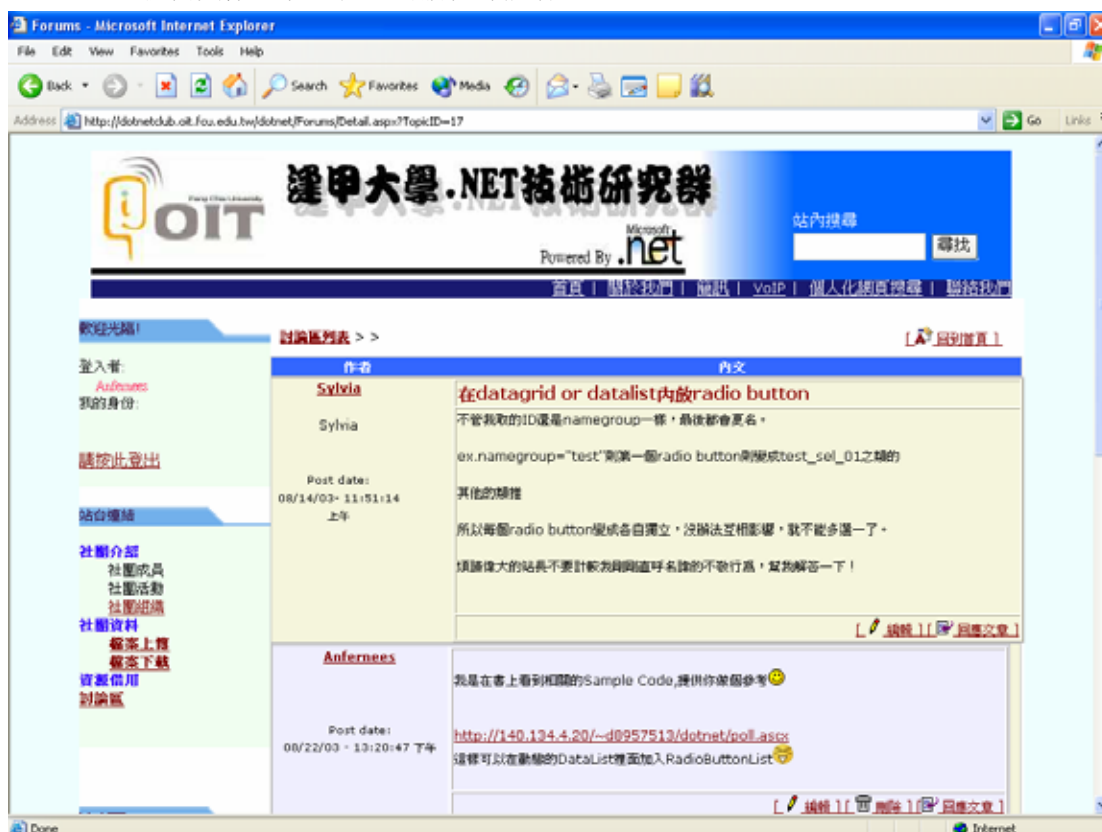 Forums - Microsoft Internet Explorer
File Edit View Favorites Tools Help
Back Search Favorites Media
Address http://dotnetclub.oit.fcu.edu.tw/dotnet/Forums/Detail.aspx?TopicID=17 Go Links
Feng Chia University
OIT
逢甲大學.NET技術研究群
Powered By Microsoft .net
站內搜尋
尋找
首頁 | 關於我們 | 簡訊 | VoIP | 個人化網頁搜尋 | 聯絡我們
歡迎光臨!
登入者:
Anfernees
我的身份:
請按此登出
站台連結
社團介紹
社團成員
社團活動
社團組織
社團資料
檔案上傳
檔案下載
資源借用
討論區
討論區列表 > >
[ 回到首頁 ]
作者 內文
Sylvia
Sylvia
Post date:
08/14/03- 11:51:14
上午
在datagrid or datalist內放radio button
不管我取的ID還是namegroup一樣,最後都會更名。
ex.namegroup="test"則第一個radio button則變成test_sel_01之類的
其他的類推
所以每個radio button變成各自獨立,沒辦法互相影響,就不能多選一了。
煩請偉大的站長不要計較我剛剛直呼名諱的不敬行為,幫我解答一下!
[ 編輯 ][ 回應文章 ]
Anfernees
Post date:
08/22/03 - 13:20:47 下午
我是在書上看到相關的Sample Code,提供你做個參考
http://140.134.4.20/~d8957513/dotnet/poll.ascx
這樣可以在動態的DataList裡面加入RadioButtonList
[ 編輯 ][ 刪除 ][ 回應文章 ]
Done
Internet